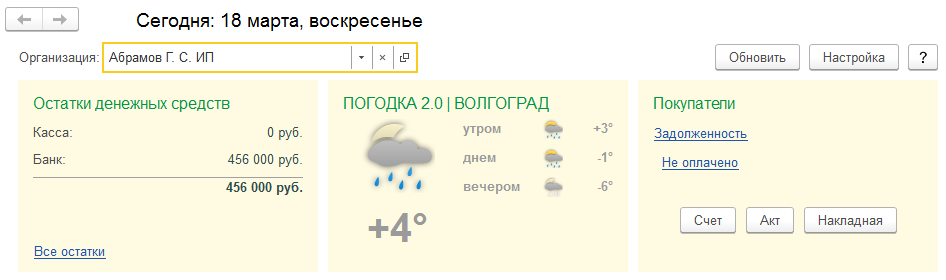 Сегодня: 18 марта, воскресенье
Организация: Абрамов Г. С. ИП
Обновить Настройка ?
Остатки денежных средств
Касса: 0 руб.
Банк: 456 000 руб.
456 000 руб.
Все остатки
ПОГОДКА 2.0 | ВОЛГОГРАД
утром +3°
днем -1°
вечером -6°
+4°
Покупатели
Задолженность
Не оплачено
Счет Акт Накладная